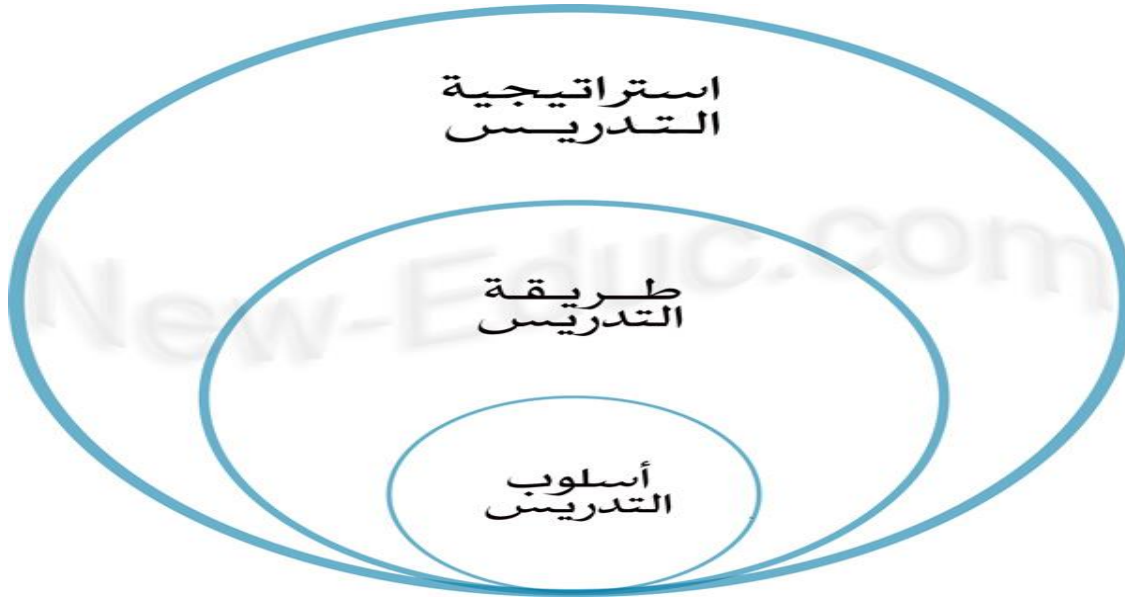 استراتيجية
التدريس
New-Educ.com
طريقة
التدريس
أسلوب
التدريس